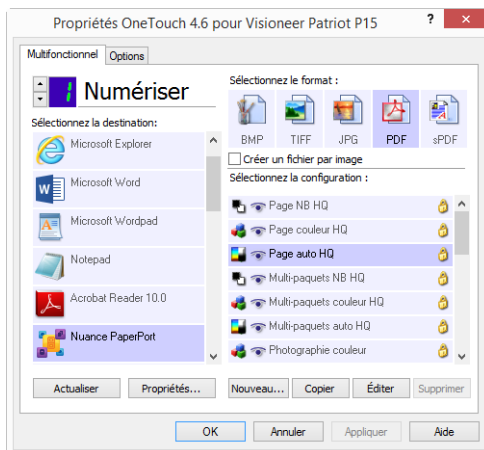 Propriétés OneTouch 4.6 pour Visioneer Patriot P15
Multifonctionnel
Options
1 Numériser
Sélectionnez la destination:
Microsoft Explorer
Microsoft Word
Microsoft Wordpad
Notepad
Acrobat Reader 10.0
Nuance PaperPort
Sélectionnez le format :
BMP TIFF JPG PDF sPDF
Créer un fichier par image
Sélectionnez la configuration :
Page NB HQ
Page couleur HQ
Page auto HQ
Multi-paquets NB HQ
Multi-paquets couleur HQ
Multi-paquets auto HQ
Photographie couleur
Actualiser Propriétés... Nouveau... Copier Éditer Supprimer
OK Annuler Appliquer Aide